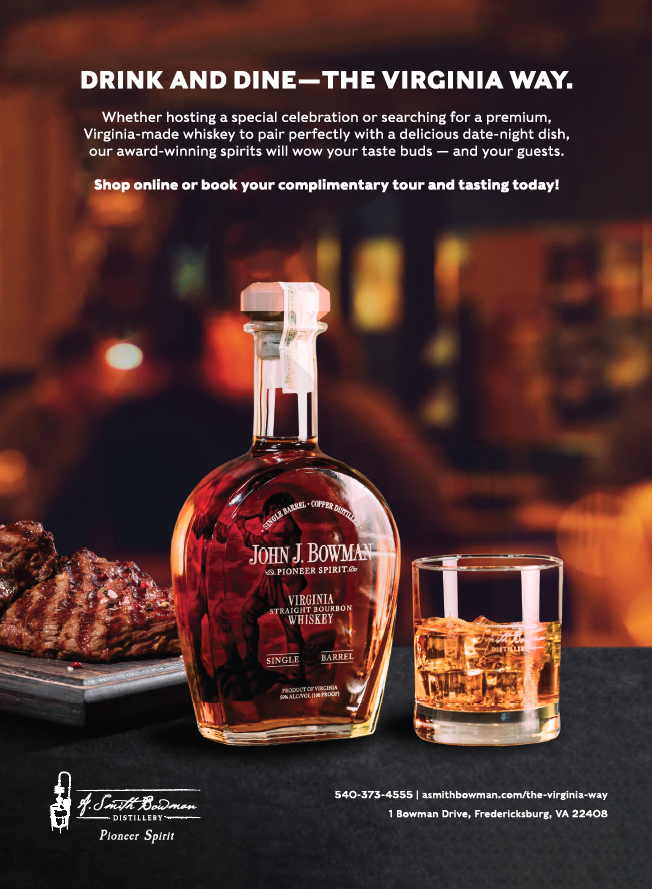 DRINK AND DINE—THE VIRGINIA WAY.
Whether hosting a special celebration or searching for a premium,
Virginia-made whiskey to pair perfectly with a delicious date-night dish,
our award-winning spirits will wow your taste buds — and your guests.
Shop online or book your complimentary tour and tasting today!
SINGLE BARREL • COPPER DISTILLED
JOHN J. BOWMAN
PIONEER SPIRIT
VIRGINIA
STRAIGHT BOURBON
WHISKEY
SINGLE BARREL
PRODUCT OF VIRGINIA
50% ALC/VOL (100 PROOF)
DISTILLERY
A. Smith Bowman
DISTILLERY
Pioneer Spirit
540-373-4555 | asmithbowman.com/the-virginia-way
1 Bowman Drive, Fredericksburg, VA 22408